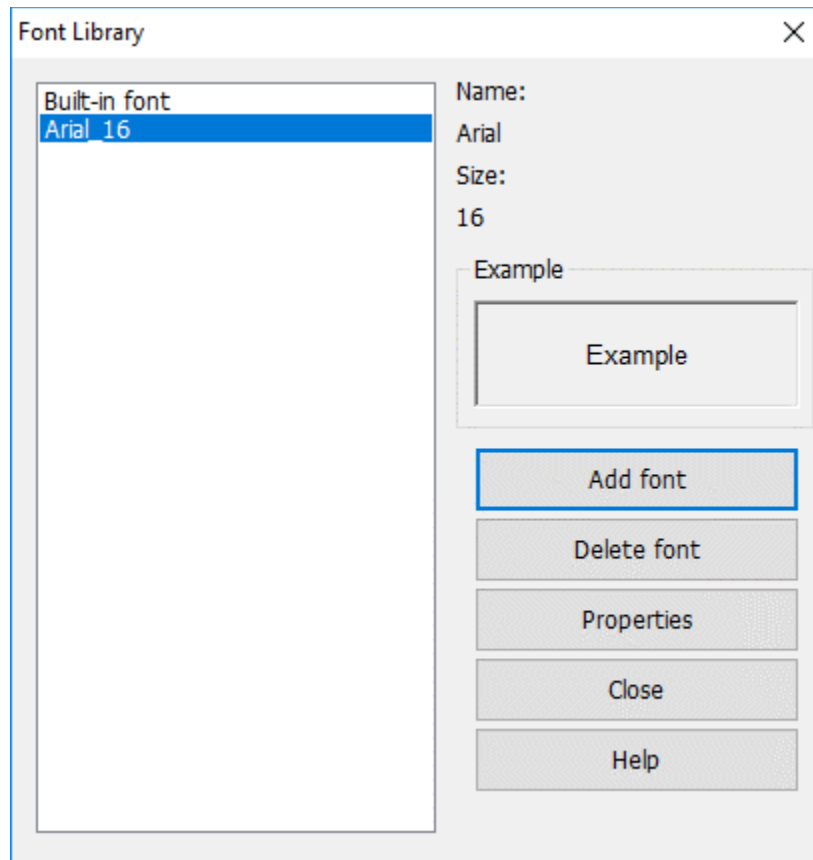 Font Library
Built-in font
Arial_16
Name:
Arial
Size:
16
Example
Example
Add font
Delete font
Properties
Close
Help